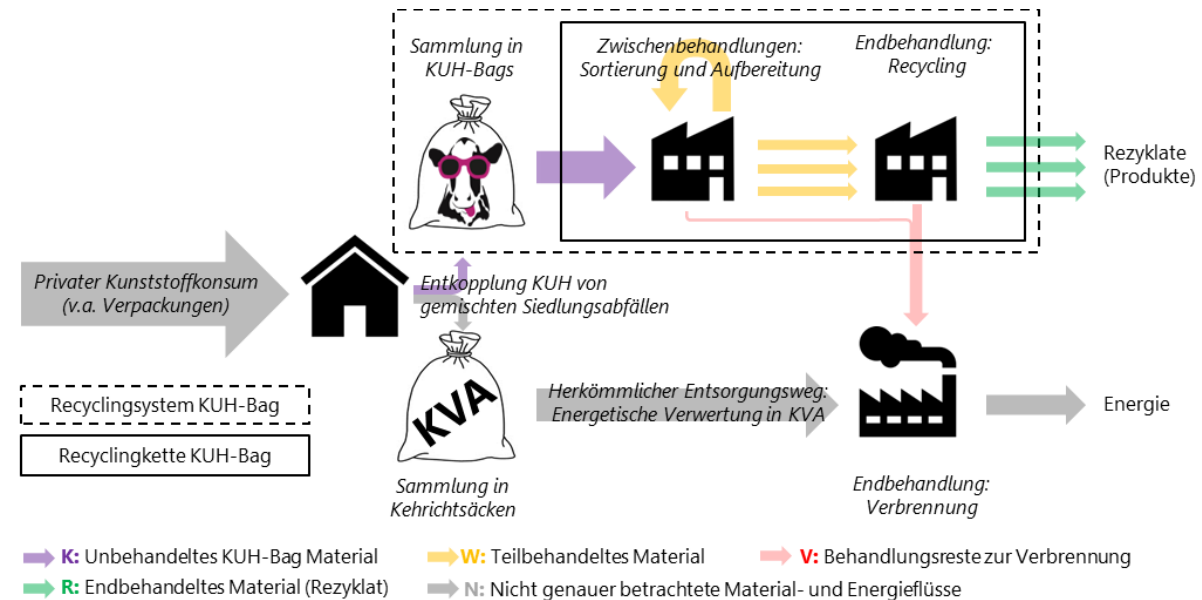 Sammlung in
KUH-Bags
Zwischenbehandlungen:
Sortierung und Aufbereitung
Endbehandlung:
Recycling
Rezyklate
(Produkte)
Privater Kunststoffkonsum
(v.a. Verpackungen)
Entkopplung KUH von
gemischten Siedlungsabfällen
KVA
Herkömmlicher Entsorgungsweg:
Energetische Verwertung in KVA
Energie
Recyclingsystem KUH-Bag
Recyclingkette KUH-Bag
Sammlung in
Kehrichtsäcken
Endbehandlung:
Verbrennung
K: Unbehandeltes KUH-Bag Material
W: Teilbehandeltes Material
V: Behandlungsreste zur Verbrennung
R: Endbehandeltes Material (Rezyklat)
N: Nicht genauer betrachtete Material- und Energieflüsse